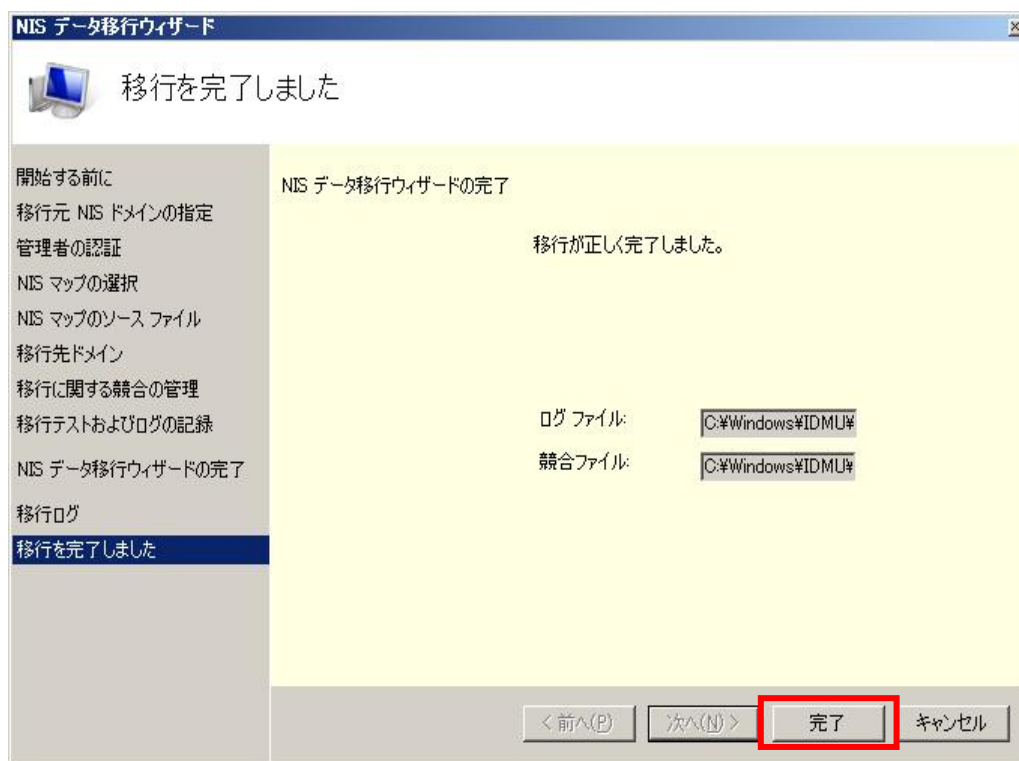 NIS データ移行ウィザード
移行を完了しました
開始する前に
移行元 NIS ドメインの指定
管理者の認証
NIS マップの選択
NIS マップのソース ファイル
移行先ドメイン
移行に関する競合の管理
移行テストおよびログの記録
NIS データ移行ウィザードの完了
移行ログ
移行を完了しました
NIS データ移行ウィザードの完了
移行が正しく完了しました。
ログ ファイル: C:¥Windows¥IDMU¥
競合ファイル: C:¥Windows¥IDMU¥
< 前へ(P) 次へ(N) > 完了 キャンセル